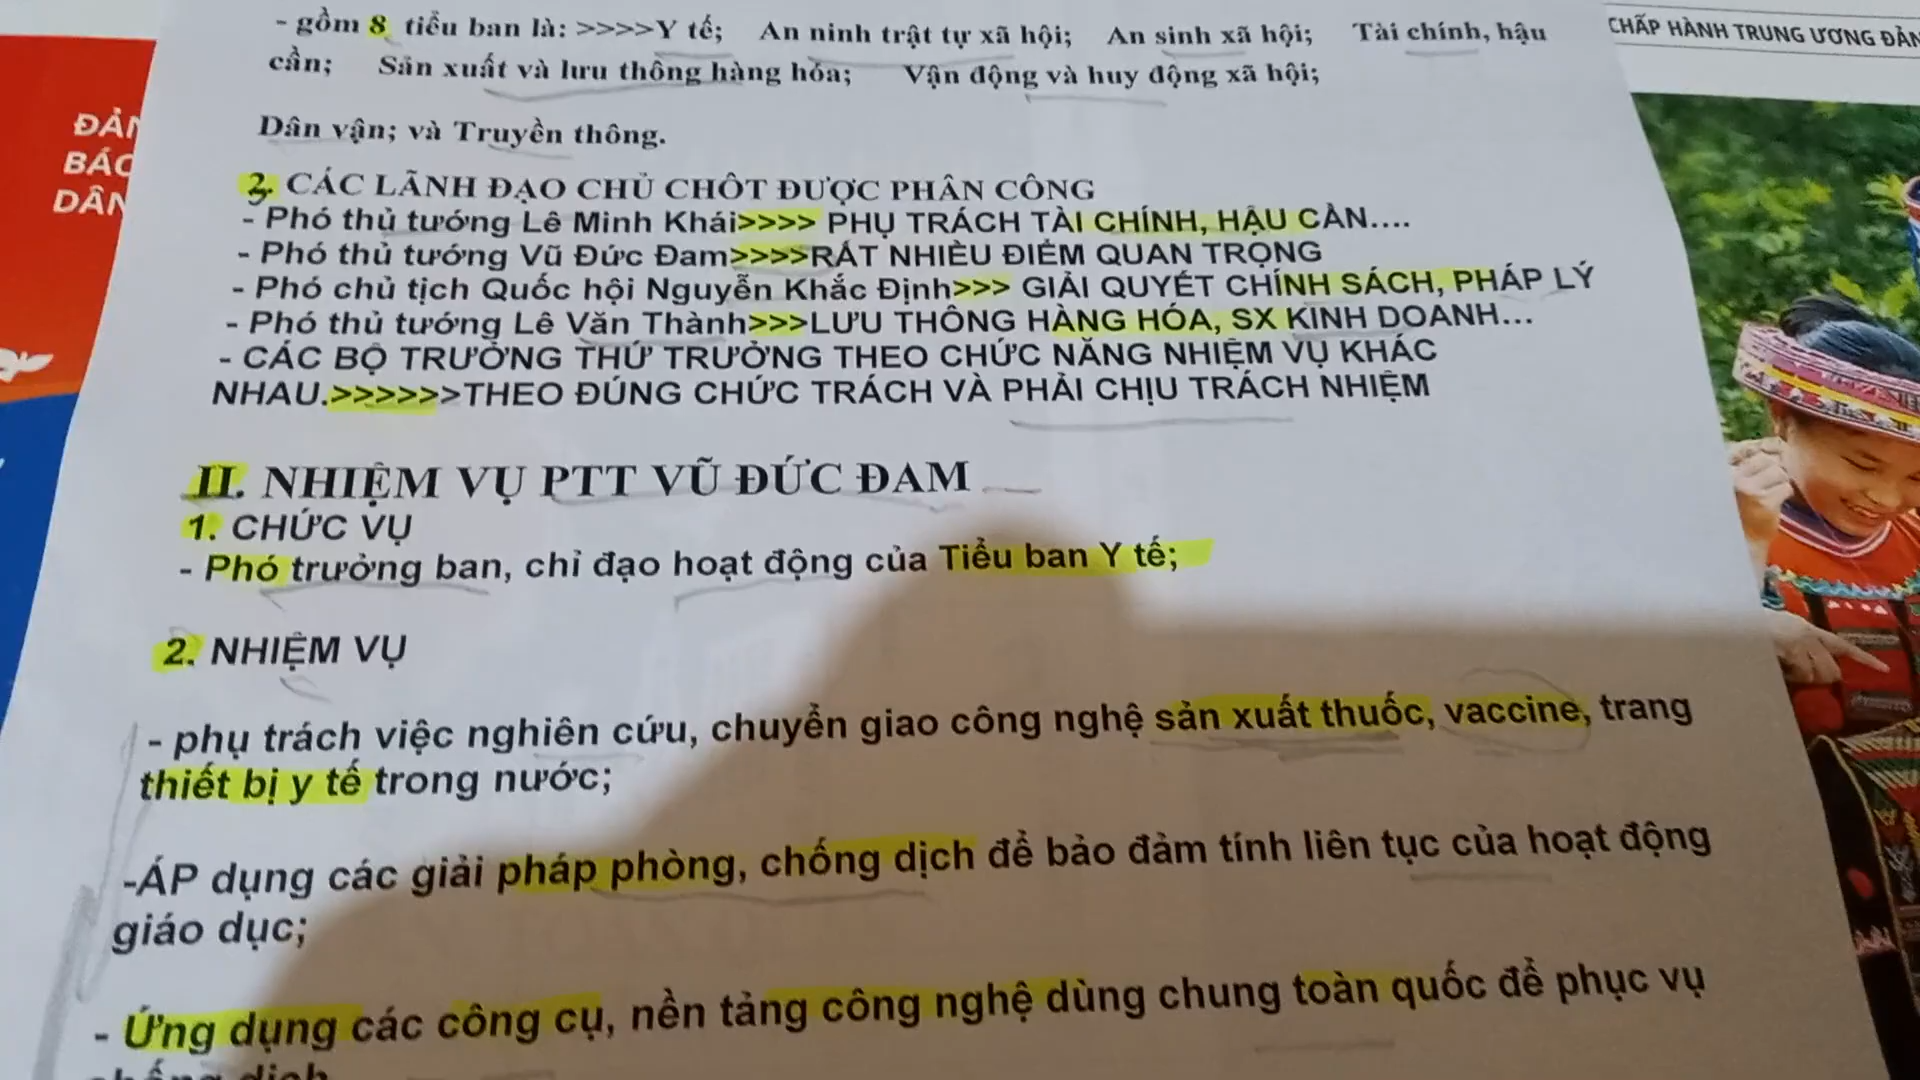 - gồm 8 tiểu ban là: >>>>Y tế; An ninh trật tự xã hội; An sinh xã hội; Tài chính, hậu
cần; Sản xuất và lưu thông hàng hóa; Vận động và huy động xã hội;
Dân vận; và Truyền thông.
CÁC LÃNH ĐẠO CHỦ CHỐT ĐƯỢC PHÂN CÔNG
- Phó thủ tướng Lê Minh Khái>>>> PHỤ TRÁCH TÀI CHÍNH, HẬU CẦN....
- Phó thủ tướng Vũ Đức Đam>>>>RẤT NHIỀU ĐIỂM QUAN TRỌNG
- Phó chủ tịch Quốc hội Nguyễn Khắc Định>>> GIẢI QUYẾT CHÍNH SÁCH, PHÁP LÝ
- Phó thủ tướng Lê Văn Thành>>>LƯU THÔNG HÀNG HÓA, SX KINH DOANH...
- CÁC BỘ TRƯỞNG THỨ TRƯỞNG THEO CHỨC NĂNG NHIỆM VỤ KHÁC
NHAU.>>>>>>THEO ĐÚNG CHỨC TRÁCH VÀ PHẢI CHỊU TRÁCH NHIỆM
II. NHIỆM VỤ PTT VŨ ĐỨC ĐAM
1. CHỨC VỤ
- Phó trưởng ban, chỉ đạo hoạt động của Tiểu ban Y tế;
2. NHIỆM VỤ
- phụ trách việc nghiên cứu, chuyển giao công nghệ sản xuất thuốc, vaccine, trang
thiết bị y tế trong nước;
-ÁP dụng các giải pháp phòng, chống dịch để bảo đảm tính liên tục của hoạt động
giáo dục;
- Ứng dụng các công cụ, nền tảng công nghệ dùng chung toàn quốc để phục vụ
chống dịch
CHẤP HÀNH TRUNG ƯƠNG ĐẢN